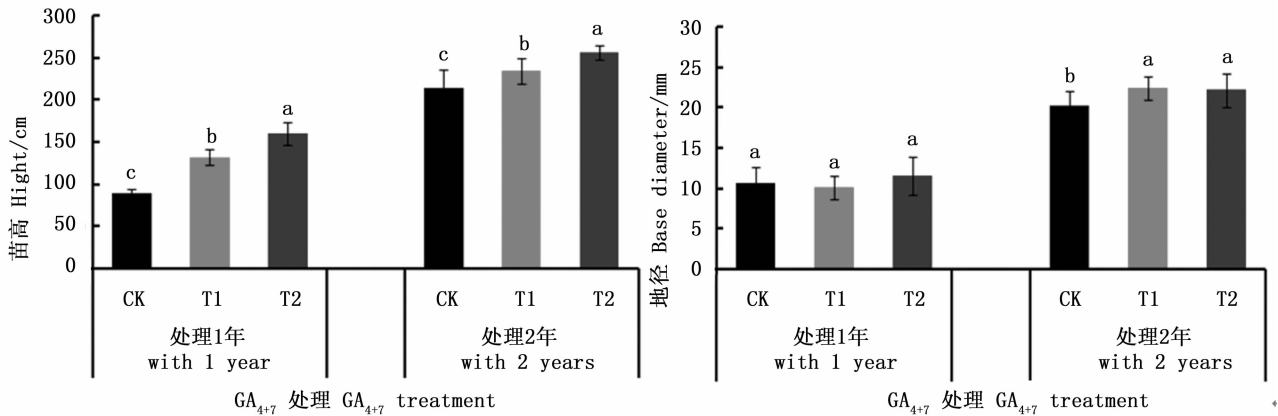 苗高 Hight/cm
300
250
200
150
100
50
0
c
b
a
c
b
a
CK T1 T2 CK T1 T2
处理1年
with 1 year
处理2年
with 2 years
GA4+7 处理 GA4+7 treatment
地径 Base diameter/mm
30
25
20
15
10
5
0
a
a
a
b
a
a
CK T1 T2 CK T1 T2
处理1年
with 1 year
处理2年
with 2 years
GA4+7 处理 GA4+7 treatment